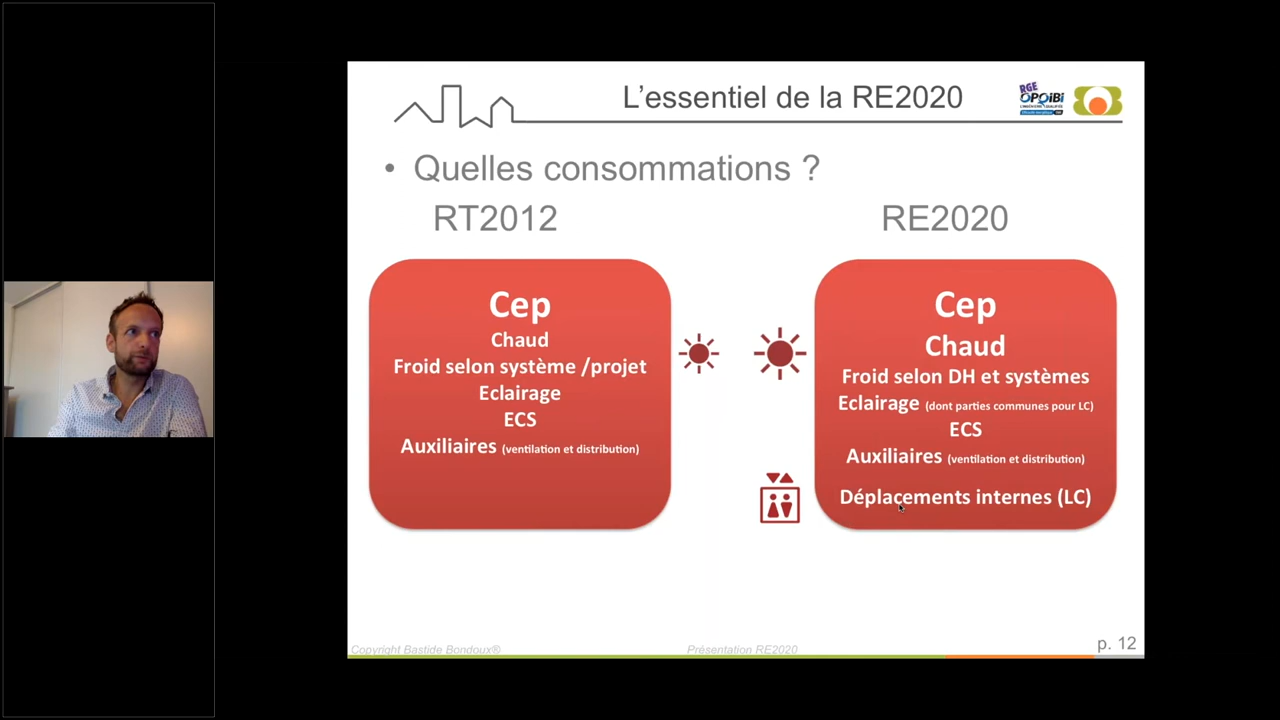 L'essentiel de la RE2020
RGE
OPQIBI
• Quelles consommations ?
RT2012
RE2020
Cep
Chaud
Froid selon système /projet
Eclairage
ECS
Auxiliaires (ventilation et distribution)
Cep
Chaud
Froid selon DH et systèmes
Eclairage (dont parties communes pour LC)
ECS
Auxiliaires (ventilation et distribution)
Déplacements internes (LC)
Copyright Bastide Bondoux®
Présentation RE2020
p. 12